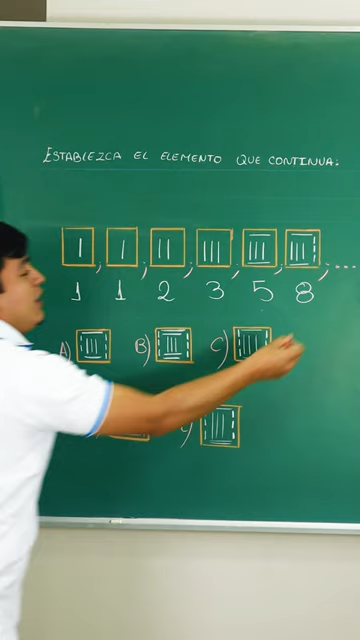 ESTABLEZCA EL ELEMENTO QUE CONTINUA:
, ; , , , ; ....
1 1 2 3 5 8
A) B) C)